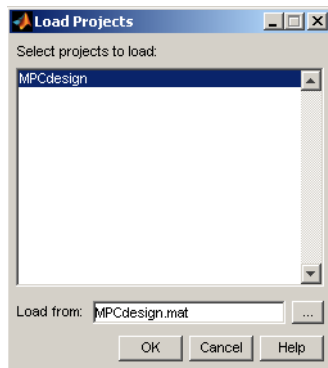 Load Projects
Select projects to load:
MPCdesign
Load from: MPCdesign.mat ...
OK Cancel Help